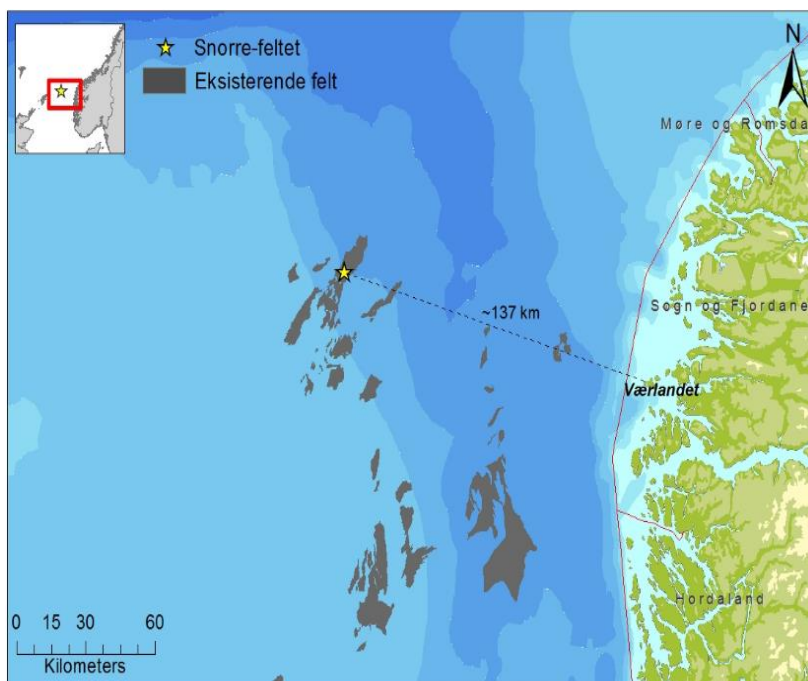 Snorre-feltet
Eksisterende felt
N
Møre og Romsda
~137 km
Sogn og Fjordane
Værlandet
Hordaland
0 15 30 60
Kilometers